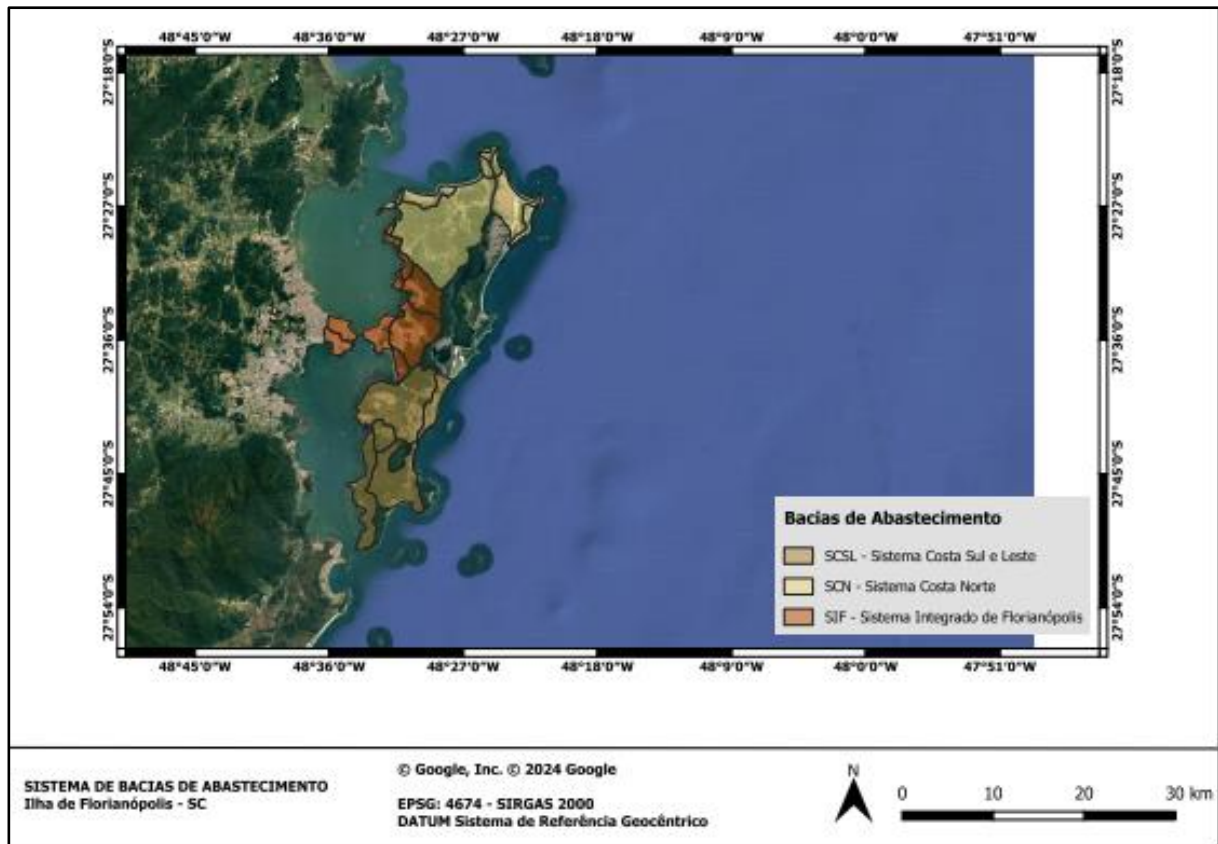 48°45'0"W 48°36'0"W 48°27'0"W 48°18'0"W 48°9'0"W 48°0'0"W 47°51'0"W
27°18'0"S 27°18'0"S
27°27'0"S 27°27'0"S
27°36'0"S 27°36'0"S
27°45'0"S 27°45'0"S
27°54'0"S 27°54'0"S
Bacias de Abastecimento
SCSL - Sistema Costa Sul e Leste
SCN - Sistema Costa Norte
SIF - Sistema Integrado de Florianópolis
48°45'0"W 48°36'0"W 48°27'0"W 48°18'0"W 48°9'0"W 48°0'0"W 47°51'0"W
SISTEMA DE BACIAS DE ABASTECIMENTO
Ilha de Florianópolis - SC
© Google, Inc. © 2024 Google
EPSG: 4674 - SIRGAS 2000
DATUM Sistema de Referência Geocêntrico
N
0 10 20 30 km